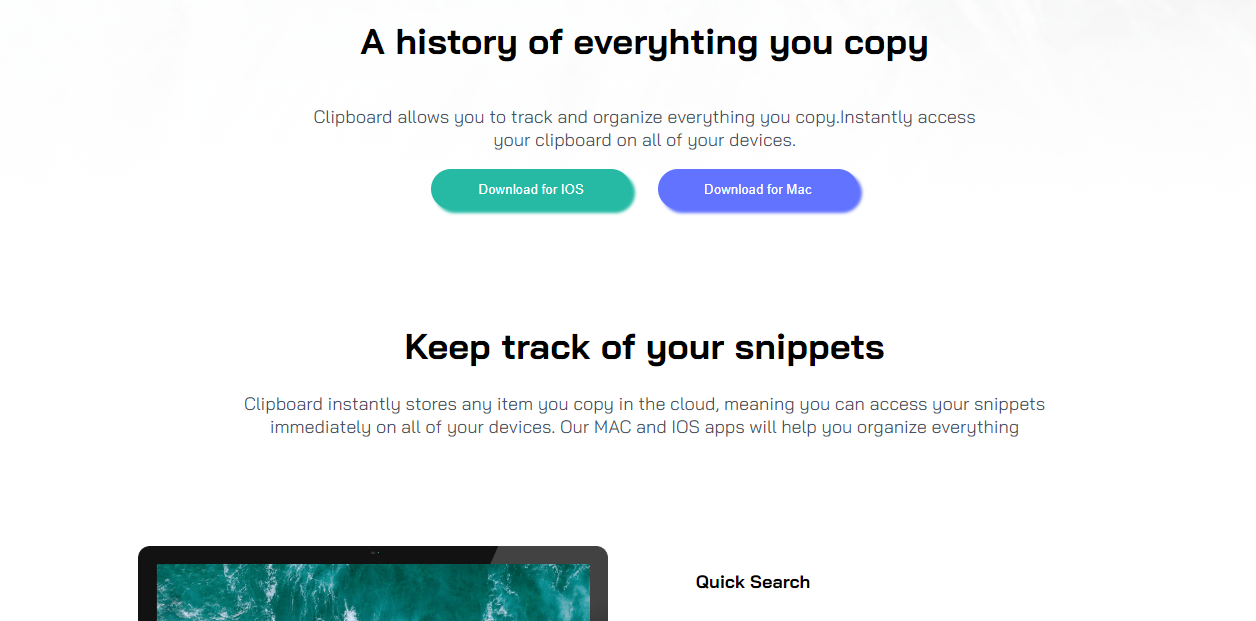 A history of everyhting you copy
Clipboard allows you to track and organize everything you copy.Instantly access
your clipboard on all of your devices.
Download for IOS
Download for Mac
Keep track of your snippets
Clipboard instantly stores any item you copy in the cloud, meaning you can access your snippets
immediately on all of your devices. Our MAC and IOS apps will help you organize everything
Quick Search